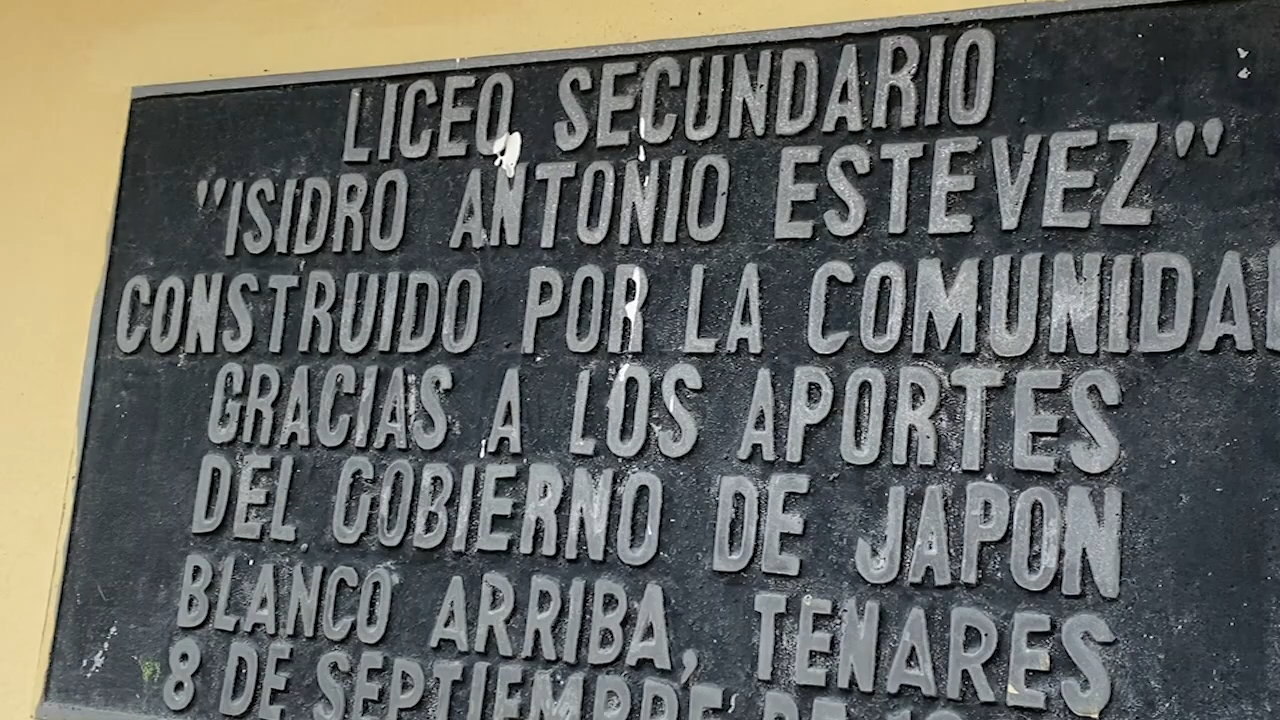 LICEO SECUNDARIO
"ISIDRO ANTONIO ESTEVEZ"
CONSTRUIDO POR LA COMUNIDAD
GRACIAS A LOS APORTES
DEL GOBIERNO DE JAPON
BLANCO ARRIBA, TENARES
8 DE SEPTIEMBRE DE